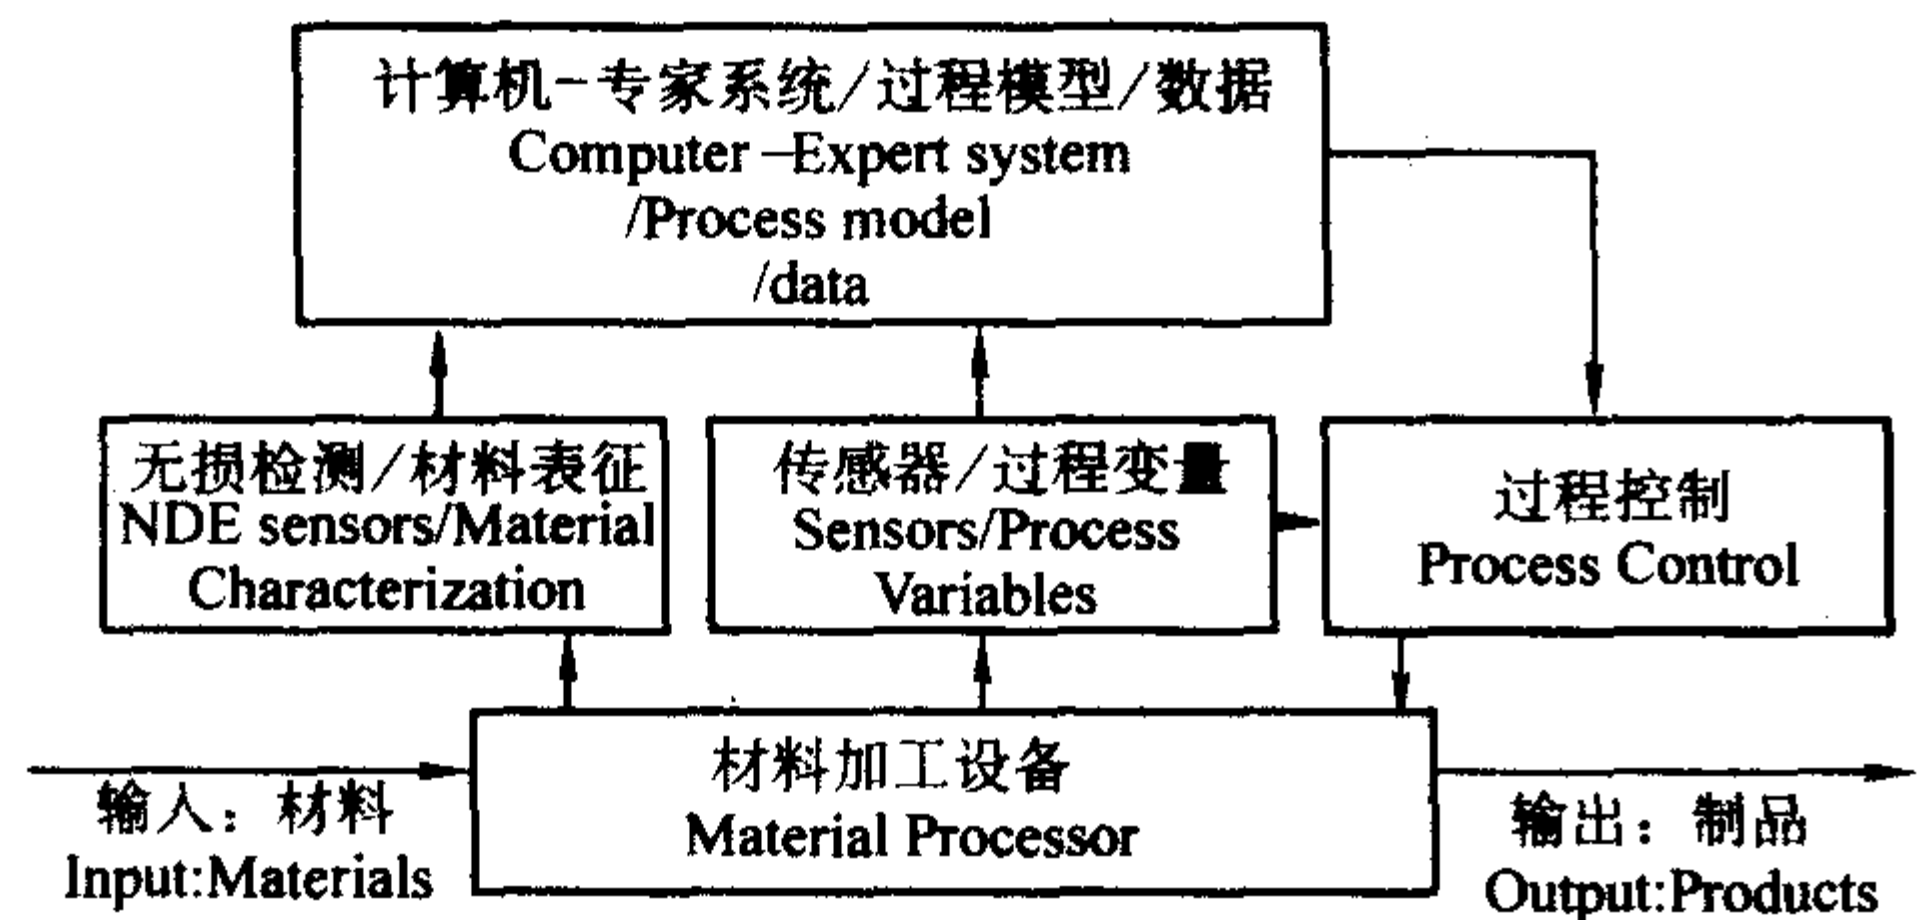 计算机-专家系统/过程模型/数据
Computer–Expert system
/Process model
/data
无损检测/材料表征
NDE sensors/Material
Characterization
传感器/过程变量
Sensors/Process
Variables
过程控制
Process Control
材料加工设备
Material Processor
输入：材料
Input:Materials
输出：制品
Output:Products